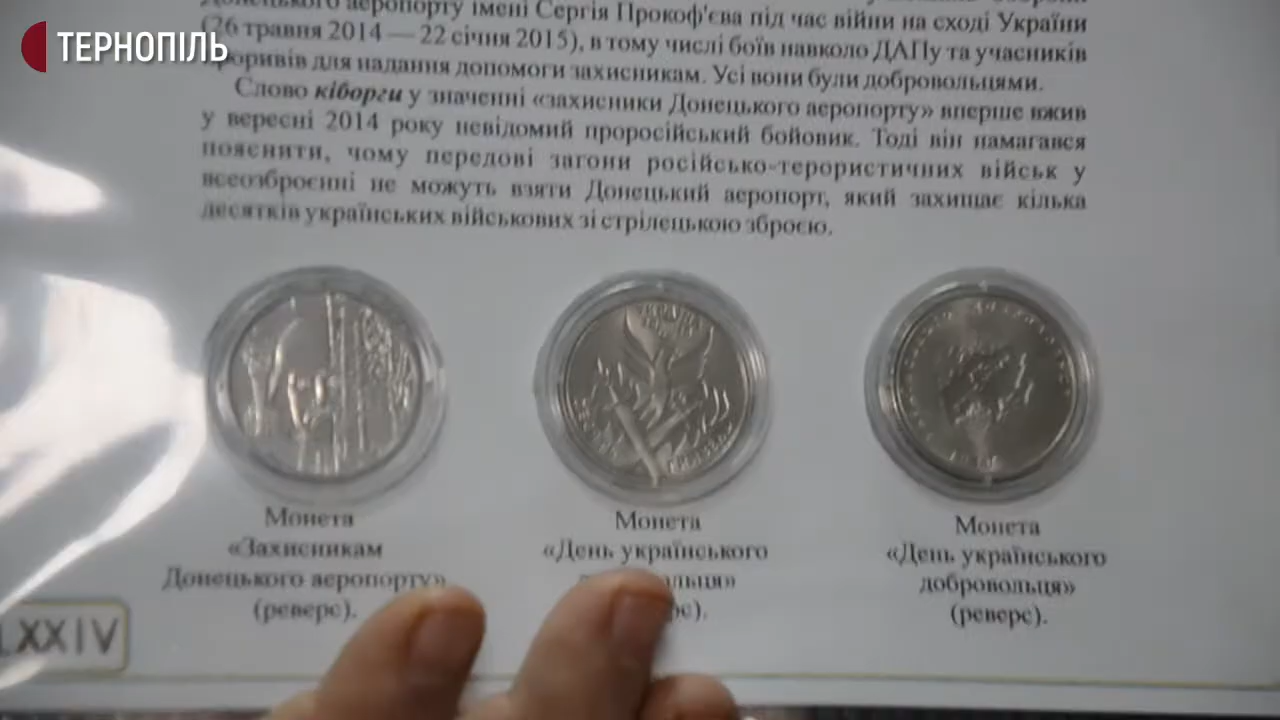 ТЕРНОПІЛЬ
Донецького аеропорту імені Сергія Прокоф'єва під час війни на сході України
(26 травня 2014 — 22 січня 2015), в тому числі боїв навколо ДАПу та учасників
проривів для надання допомоги захисникам. Усі вони були добровольцями.
Слово кіборги у значенні «захисники Донецького аеропорту» вперше вжив
у вересні 2014 року невідомий проросійський бойовик. Тоді він намагався
пояснити, чому передові загони російсько-терористичних військ у
всеозброєнні не можуть взяти Донецький аеропорт, який захищає кілька
десятків українських військових зі стрілецькою зброєю.
УКРАЇНА
ГРИВЕНЬ
Монета
«Захисникам
Донецького аеропорту»
(реверс).
Монета
«День українського
Монета
«День українського
добровольця»
(реверс).
LXXIV